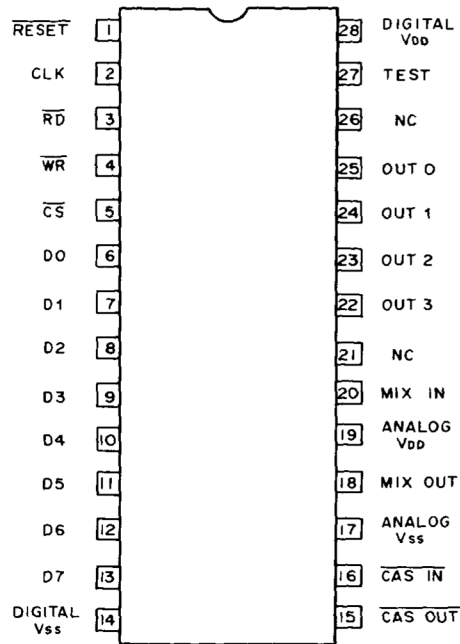 RESET 1
CLK 2
RD 3
WR 4
CS 5
D0 6
D1 7
D2 8
D3 9
D4 10
D5 11
D6 12
D7 13
DIGITAL
Vss 14
28 DIGITAL
VDD
27 TEST
26 NC
25 OUT 0
24 OUT 1
23 OUT 2
22 OUT 3
21 NC
20 MIX IN
19 ANALOG
VDD
18 MIX OUT
17 ANALOG
Vss
16 CAS IN
15 CAS OUT